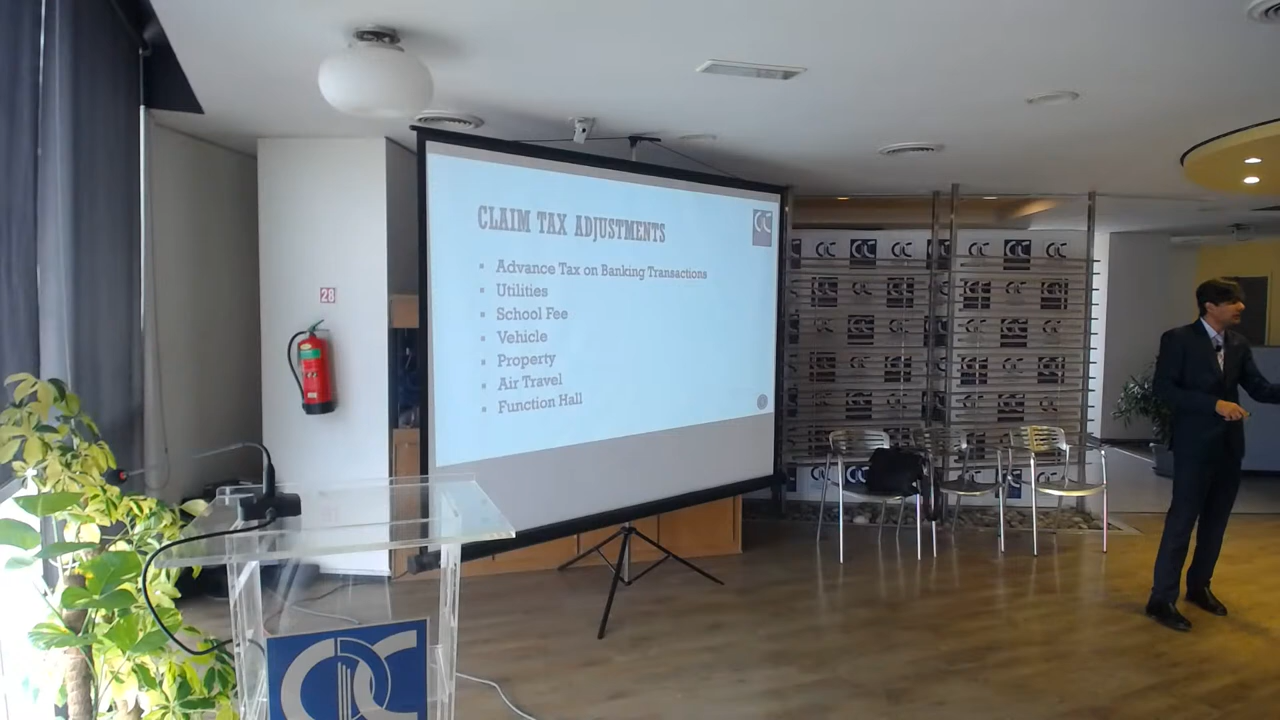 CLAIM TAX ADJUSTMENTS
Advance Tax on Banking Transactions
Utilities
School Fee
Vehicle
Property
Air Travel
Function Hall
28